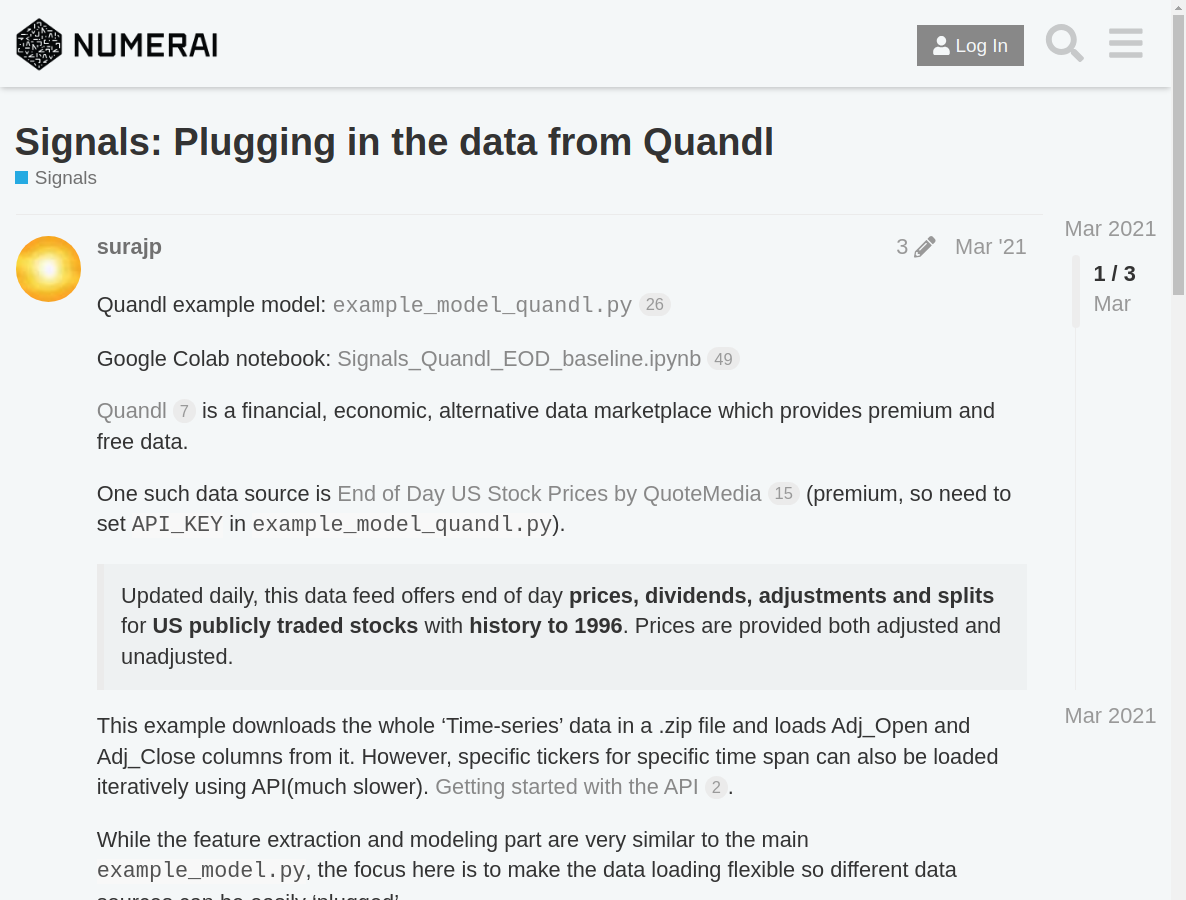 NUMERAI
Log In
Signals: Plugging in the data from Quandl
Signals
surajp
3
Mar '21
Quandl example model: example_model_quandl.py 26
Google Colab notebook: Signals_Quandl_EOD_baseline.ipynb 49
Quandl 7 is a financial, economic, alternative data marketplace which provides premium and
free data.
One such data source is End of Day US Stock Prices by QuoteMedia 15 (premium, so need to
set API_KEY in example_model_quandl.py).
Updated daily, this data feed offers end of day prices, dividends, adjustments and splits
for US publicly traded stocks with history to 1996. Prices are provided both adjusted and
unadjusted.
This example downloads the whole ‘Time-series’ data in a .zip file and loads Adj_Open and
Adj_Close columns from it. However, specific tickers for specific time span can also be loaded
iteratively using API(much slower). Getting started with the API 2.
While the feature extraction and modeling part are very similar to the main
example_model.py, the focus here is to make the data loading flexible so different data
sources can be easily ‘plugged’
Mar 2021
1 / 3
Mar
Mar 2021